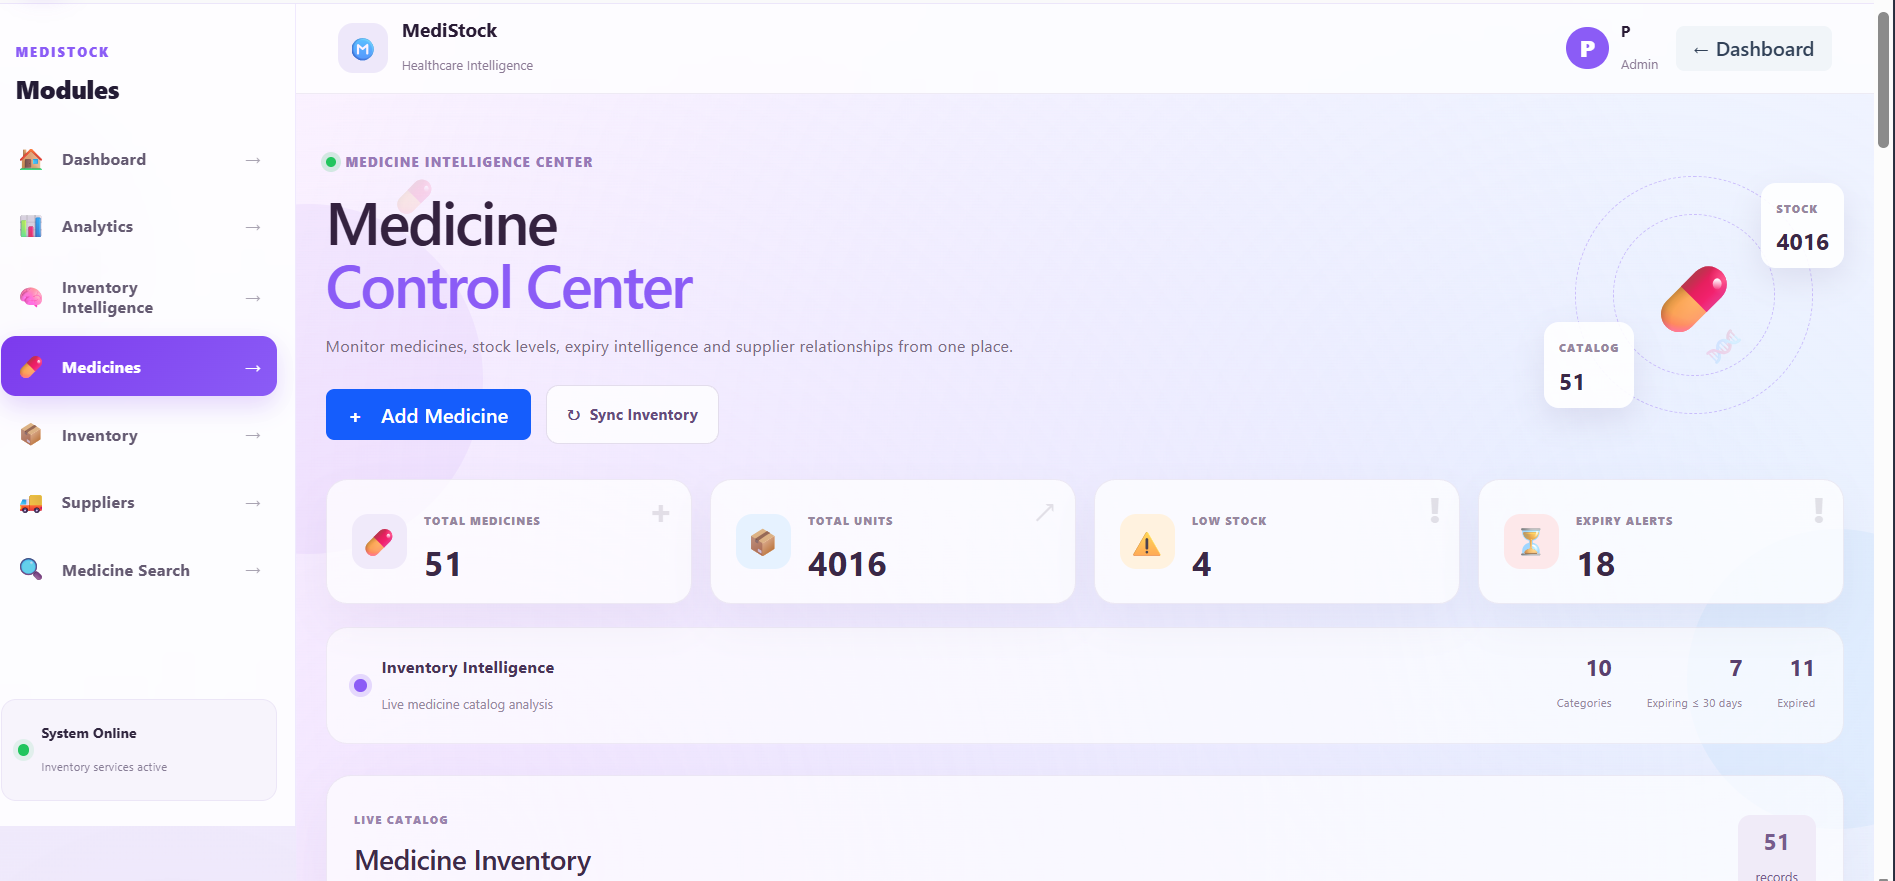 MEDISTOCK
Modules
Dashboard →
Analytics →
Inventory
Intelligence →
Medicines →
Inventory →
Suppliers →
Medicine Search →
System Online
Inventory services active
M
MediStock
Healthcare Intelligence
P
P
Admin
← Dashboard
MEDICINE INTELLIGENCE CENTER
Medicine
Control Center
Monitor medicines, stock levels, expiry intelligence and supplier relationships from one place.
+ Add Medicine
↻ Sync Inventory
STOCK
4016
CATALOG
51
TOTAL MEDICINES
51
+
TOTAL UNITS
4016
↗
LOW STOCK
4
!
EXPIRY ALERTS
18
!
Inventory Intelligence
Live medicine catalog analysis
10
Categories
7
Expiring ≤ 30 days
11
Expired
LIVE CATALOG
Medicine Inventory
51
records